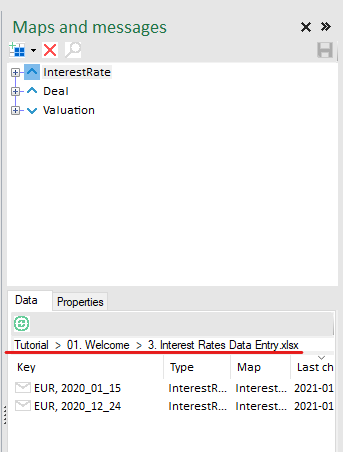 Maps and messages
InterestRate
Deal
Valuation
Data Properties
Tutorial > 01. Welcome > 3. Interest Rates Data Entry.xlsx
Key Type Map Last ch
EUR, 2020_01_15 InterestR... Interest... 2021-01
EUR, 2020_12_24 InterestR... Interest... 2021-01